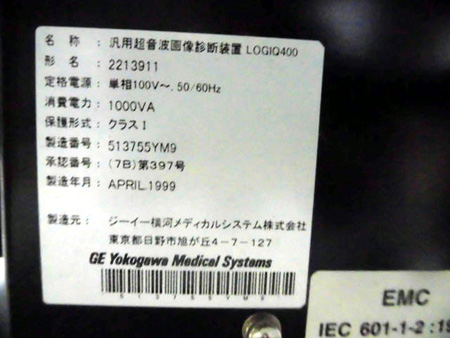 名称 : 汎用超音波画像診断装置 LOGIQ400
形名 : 2213911
定格電源 : 単相100V〜, 50/60Hz
消費電力 : 1000VA
保護形式 : クラスⅠ
製造番号 : 513755YM9
承認番号 : (7B)第397号
製造年月 : APRIL.1999
製造元 : ジーイー横河メディカルシステム株式会社
東京都日野市旭が丘4-7-127
GE Yokogawa Medical Systems
513755YM9
EMC
IEC 601-1-2:19